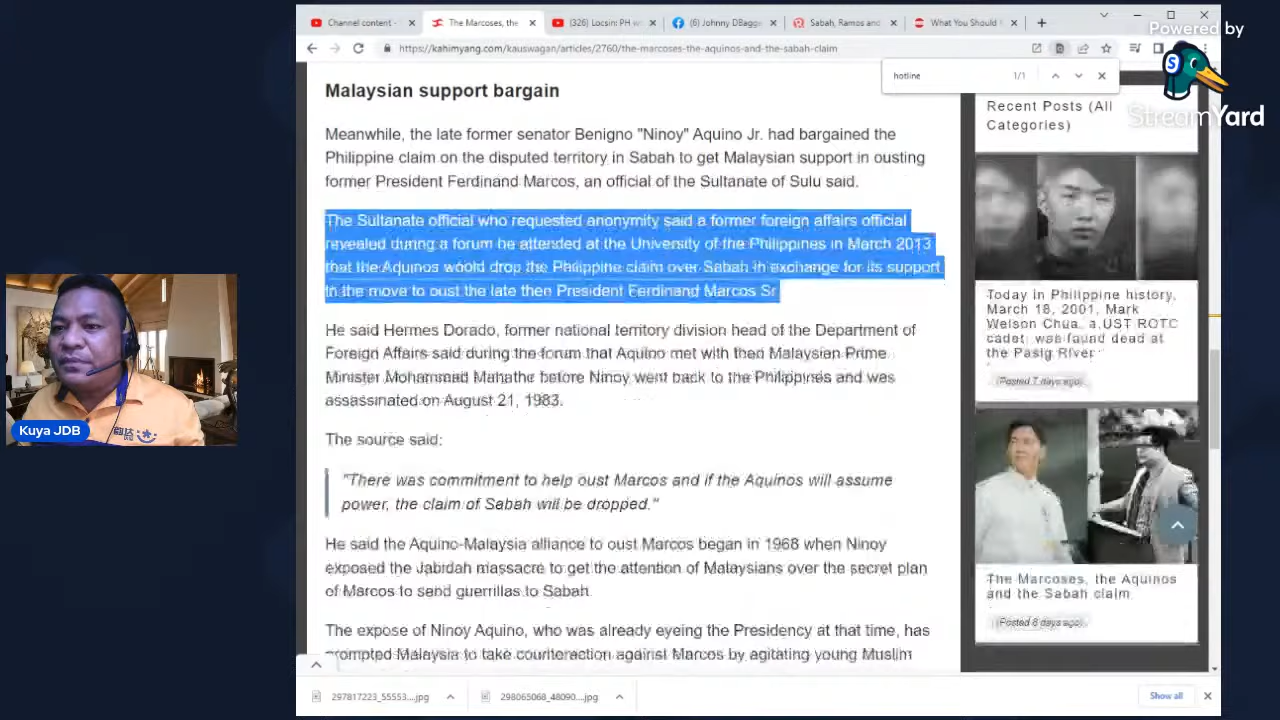 Channel content -
The Marcoses, the
(326) Locsin: PH w
(6) Johnny DBagge
Sabah, Ramos and
What You Should
https://kahimyang.com/kauswagan/articles/2760/the-marcoses-the-aquinos-and-the-sabah-claim
Powered by
StreamYard
hotline
1/1
Malaysian support bargain
Meanwhile, the late former senator Benigno "Ninoy" Aquino Jr. had bargained the
Philippine claim on the disputed territory in Sabah to get Malaysian support in ousting
former President Ferdinand Marcos, an official of the Sultanate of Sulu said.
The Sultanate official who requested anonymity said a former foreign affairs official
revealed during a forum he attended at the University of the Philippines in March 2013
that the Aquinos would drop the Philippine claim over Sabah in exchange for its support
in the move to oust the late then President Ferdinand Marcos Sr
He said Hermes Dorado, former national territory division head of the Department of
Foreign Affairs said during the forum that Aquino met with then Malaysian Prime
Minister Mohammad Mahathe before Ninoy went back to the Philippines and was
assassinated on August 21, 1983.
The source said:
"There was commitment to help oust Marcos and if the Aquinos will assume
power, the claim of Sabah will be dropped."
He said the Aquino-Malaysia alliance to oust Marcos began in 1968 when Ninoy
exposed the Jabidah massacre to get the attention of Malaysians over the secret plan
of Marcos to send guerrillas to Sabah.
The expose of Ninoy Aquino, who was already eyeing the Presidency at that time, has
prompted Malaysia to take counteraction against Marcos by agitating young Muslim
Recent Posts (All
Categories)
Today in Philippine history,
March 18, 2001, Mark
Welson Chua, a UST ROTC
cadet, was found dead at
the Pasig River
(Posted 7 days ago)
The Marcoses, the Aquinos
and the Sabah claim
(Posted 8 days ago)
Kuya JDB
297817223_55553....jpg
298065068_48090....jpg
Show all